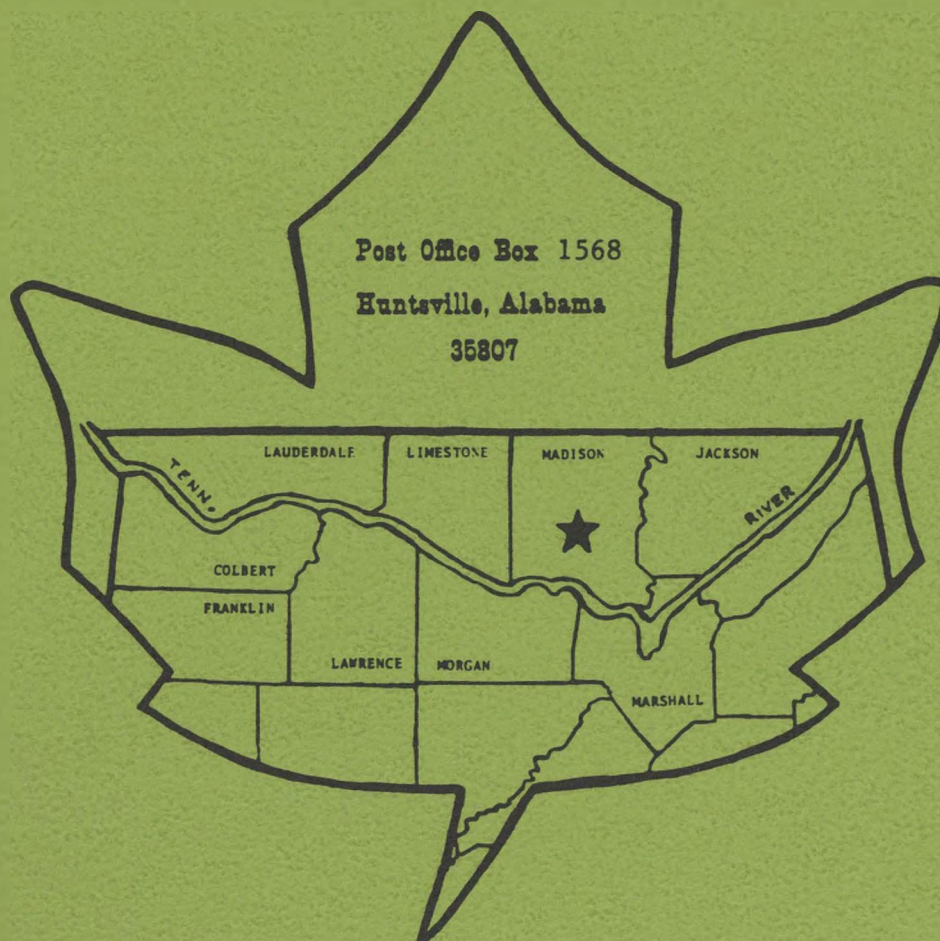 Post Office Box 1568
Huntsville, Alabama
35807
LAUDERDALE
LIMESTONE
MADISON
JACKSON
TENN.
RIVER
COLBERT
FRANKLIN
LAWRENCE
MORGAN
MARSHALL